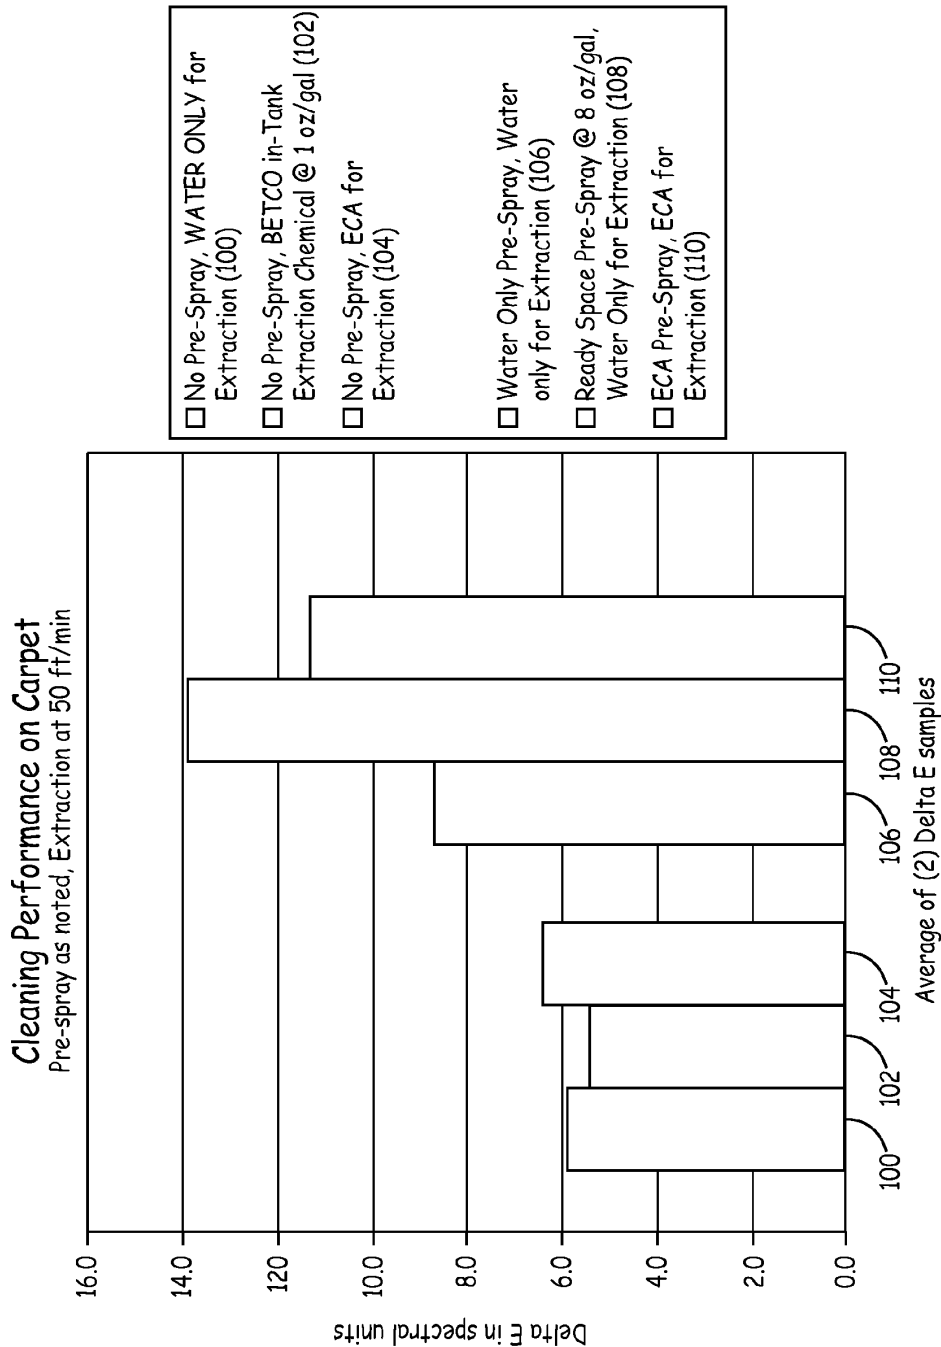 Cleaning Performance on Carpet
Pre-spray as noted, Extraction at 50 ft/min
Delta E in spectral units
16.0
14.0
120
10.0
8.0
6.0
4.0
2.0
0.0
100
102
104
106
108
110
Average of (2) Delta E samples
No Pre-Spray, WATER ONLY for
Extraction (100)
No Pre-Spray, BETCO in-Tank
Extraction Chemical @ 1 oz/gal (102)
No Pre-Spray, ECA for
Extraction (104)
Water Only Pre-Spray, Water
only for Extraction (106)
Ready Space Pre-Spray @ 8 oz/gal,
Water Only for Extraction (108)
ECA Pre-Spray, ECA for
Extraction (110)